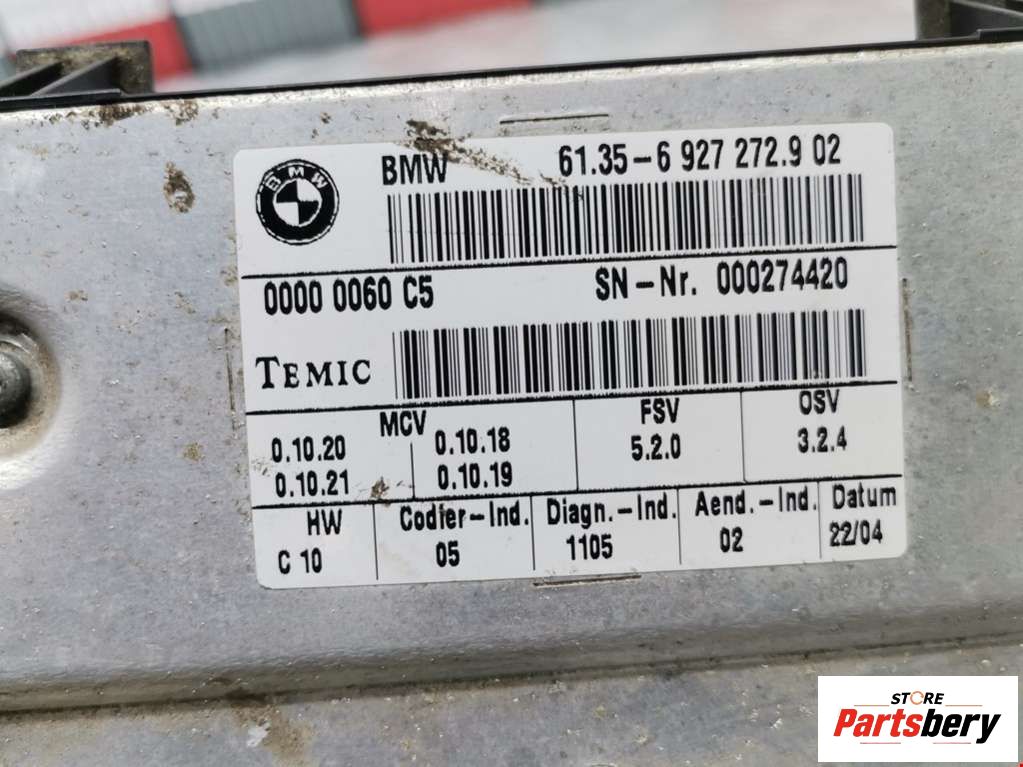 BMW
BMW 61.35-6 927 272.9 02
0000 0060 C5 SN-Nr. 000274420
TEMIC
MCV FSV OSV
0.10.20 0.10.18 5.2.0 3.2.4
0.10.21 0.10.19
HW Codier-Ind. Diagn.-Ind. Aend.-Ind. Datum
C 10 05 1105 02 22/04
STORE
Partsbery